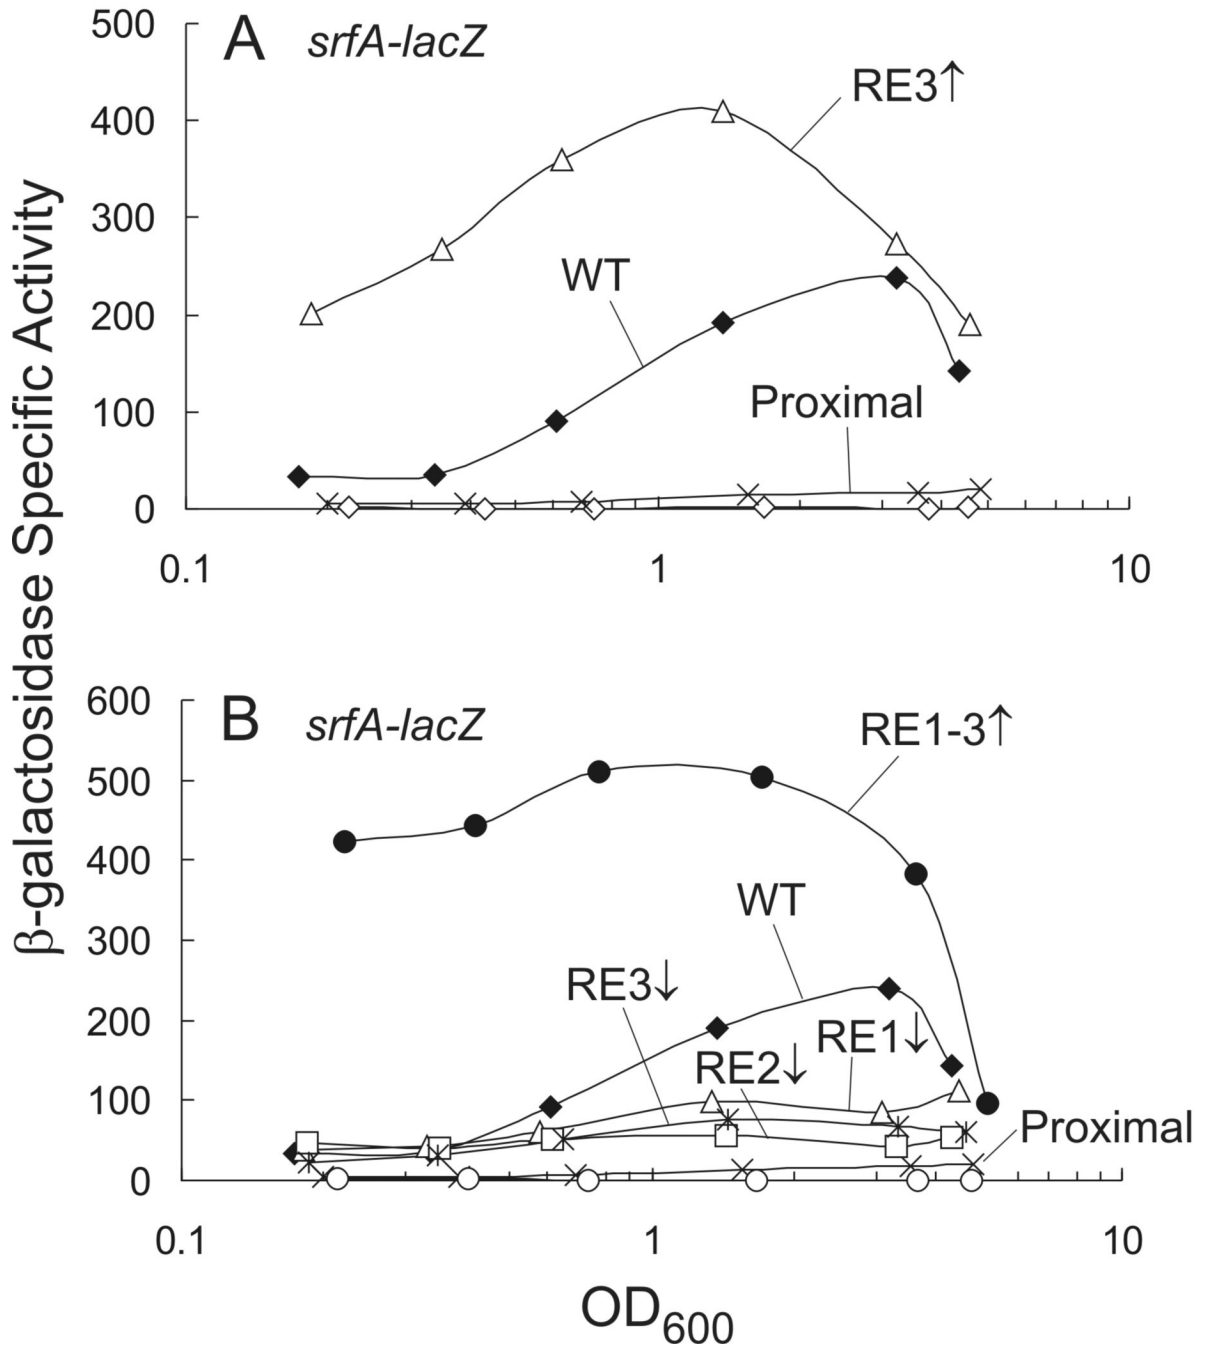 β-galactosidase Specific Activity
A srfA-lacZ
500
400
300
200
100
0
RE3↑
WT
Proximal
0.1 1 10
B srfA-lacZ
600
500
400
300
200
100
0
RE1-3↑
WT
RE3↓
RE1↓
RE2↓
Proximal
0.1 1 10
OD600